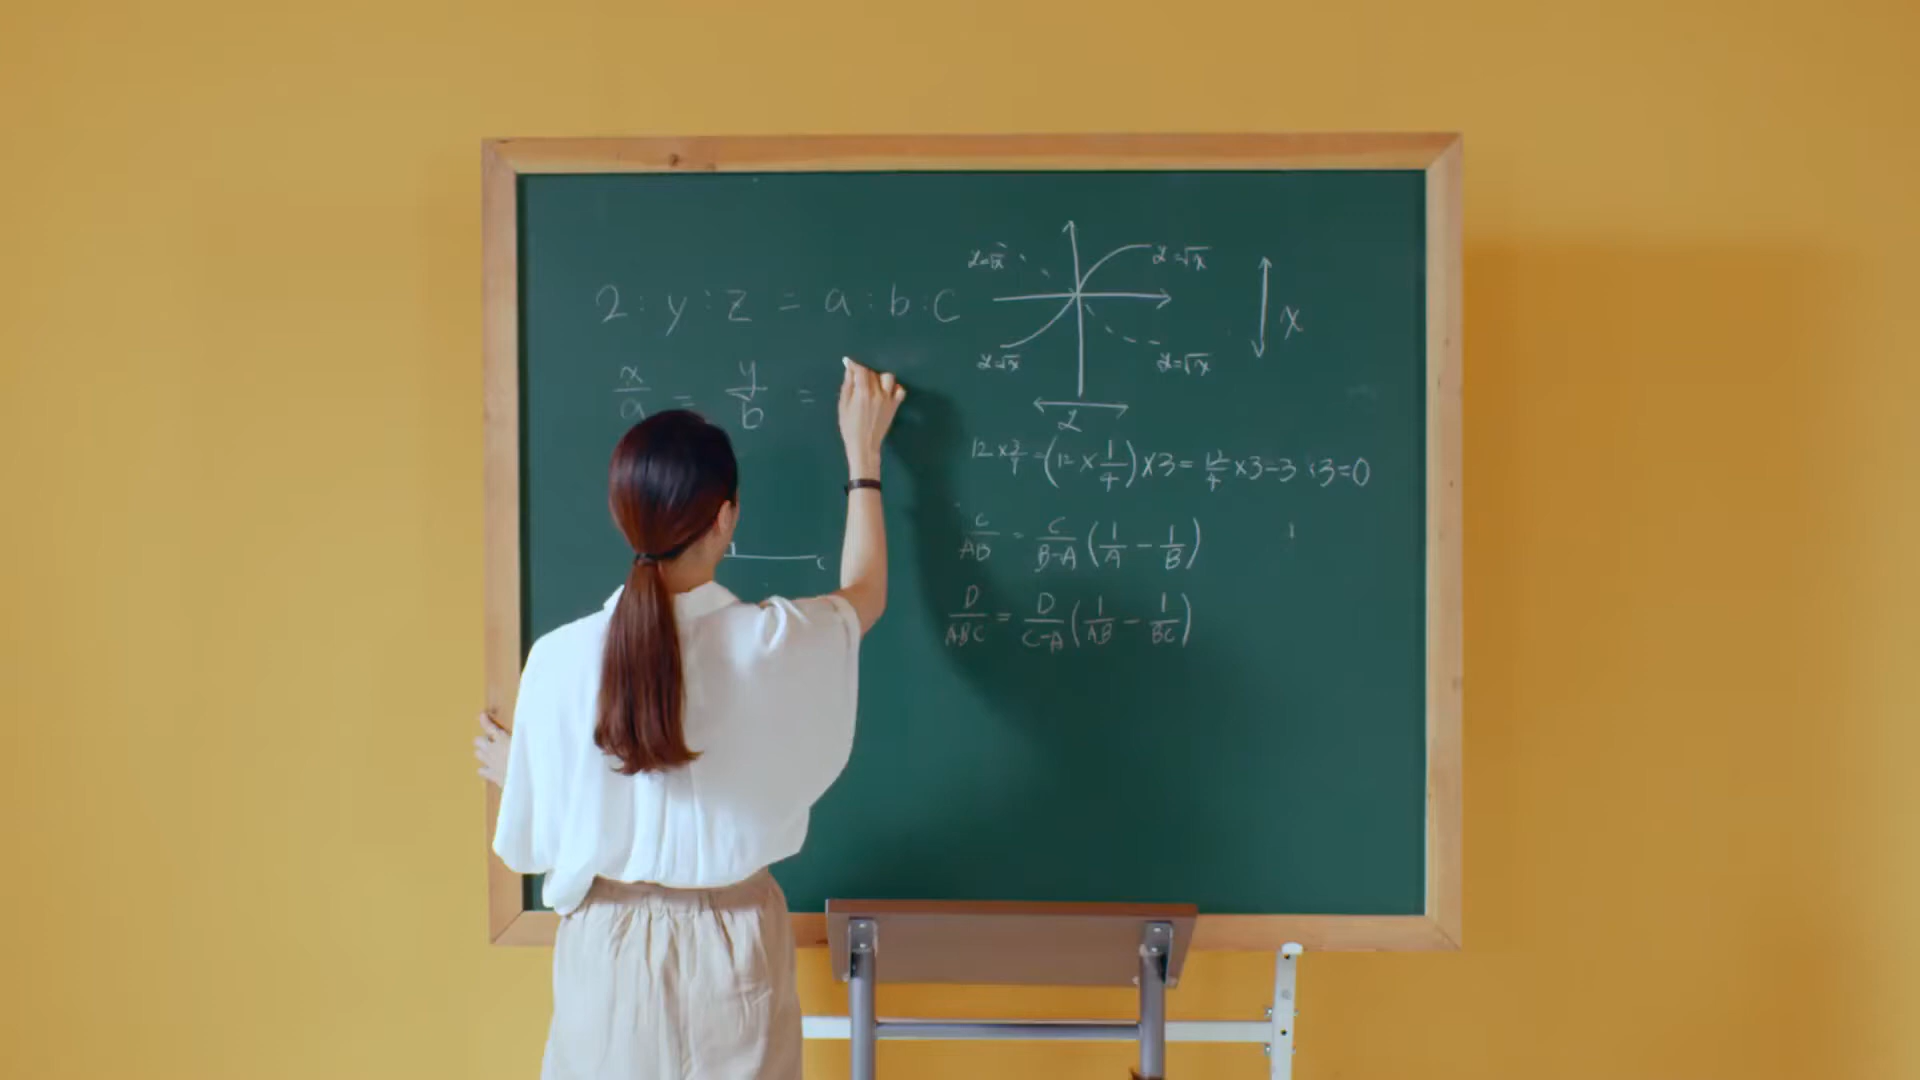 2 : y : z = a : b : c
x/a = y/b =
c
y=√x
x
12 × 3/4 = (12 × 1/4) × 3 = 12/4 × 3 = 3 × 3 = 0
C/AB = C/B-A (1/A - 1/B)
D/ABC = D/C-A (1/AB - 1/BC)